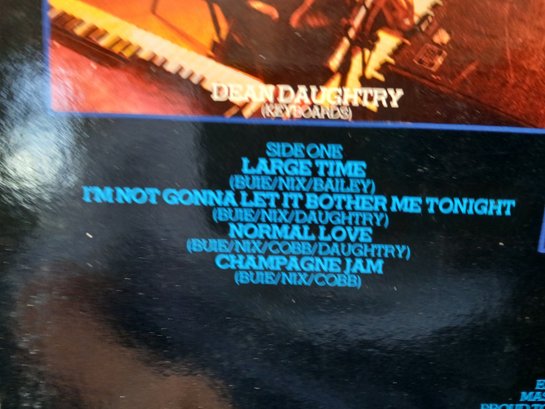 DEAN DAUGHTRY
(KEYBOARDS)
SIDE ONE
LARGE TIME
(BUIE/NIX/BAILEY)
I'M NOT GONNA LET IT BOTHER ME TONIGHT
(BUIE/NIX/DAUGHTRY)
NORMAL LOVE
(BUIE/NIX/COBB/DAUGHTRY)
CHAMPAGNE JAM
(BUIE/NIX/COBB)